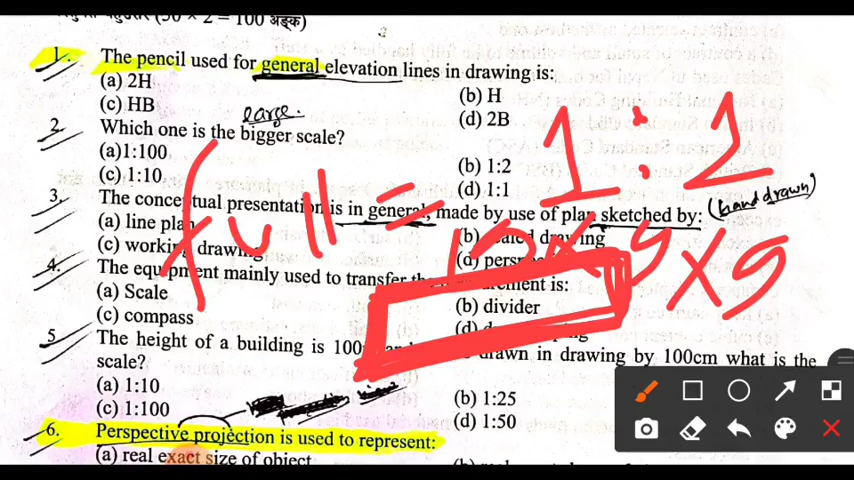 (50 × 2 = 100 अङ्क)
1. The pencil used for general elevation lines in drawing is:
(a) 2H
(b) H
(c) HB
(d) 2B
large
2. Which one is the bigger scale?
(a)1:100
(b) 1:2
(c) 1:10
(d) 1:1
1:2
full =
3. The conceptual presentation is in general, made by use of plan sketched by: (hand drawn)
(a) line plan
drawing
(c) working drawing
10 x 5 x 5
4. The equipment mainly used to transfer
is:
(a) Scale
(b) divider
(c) compass
(d)
5 The height of a building is
drawn in drawing by 100cm what is the
scale?
(a) 1:10
(b) 1:25
(c) 1:100
(d) 1:50
6. Perspective projection is used to represent:
(a) real exact size of object